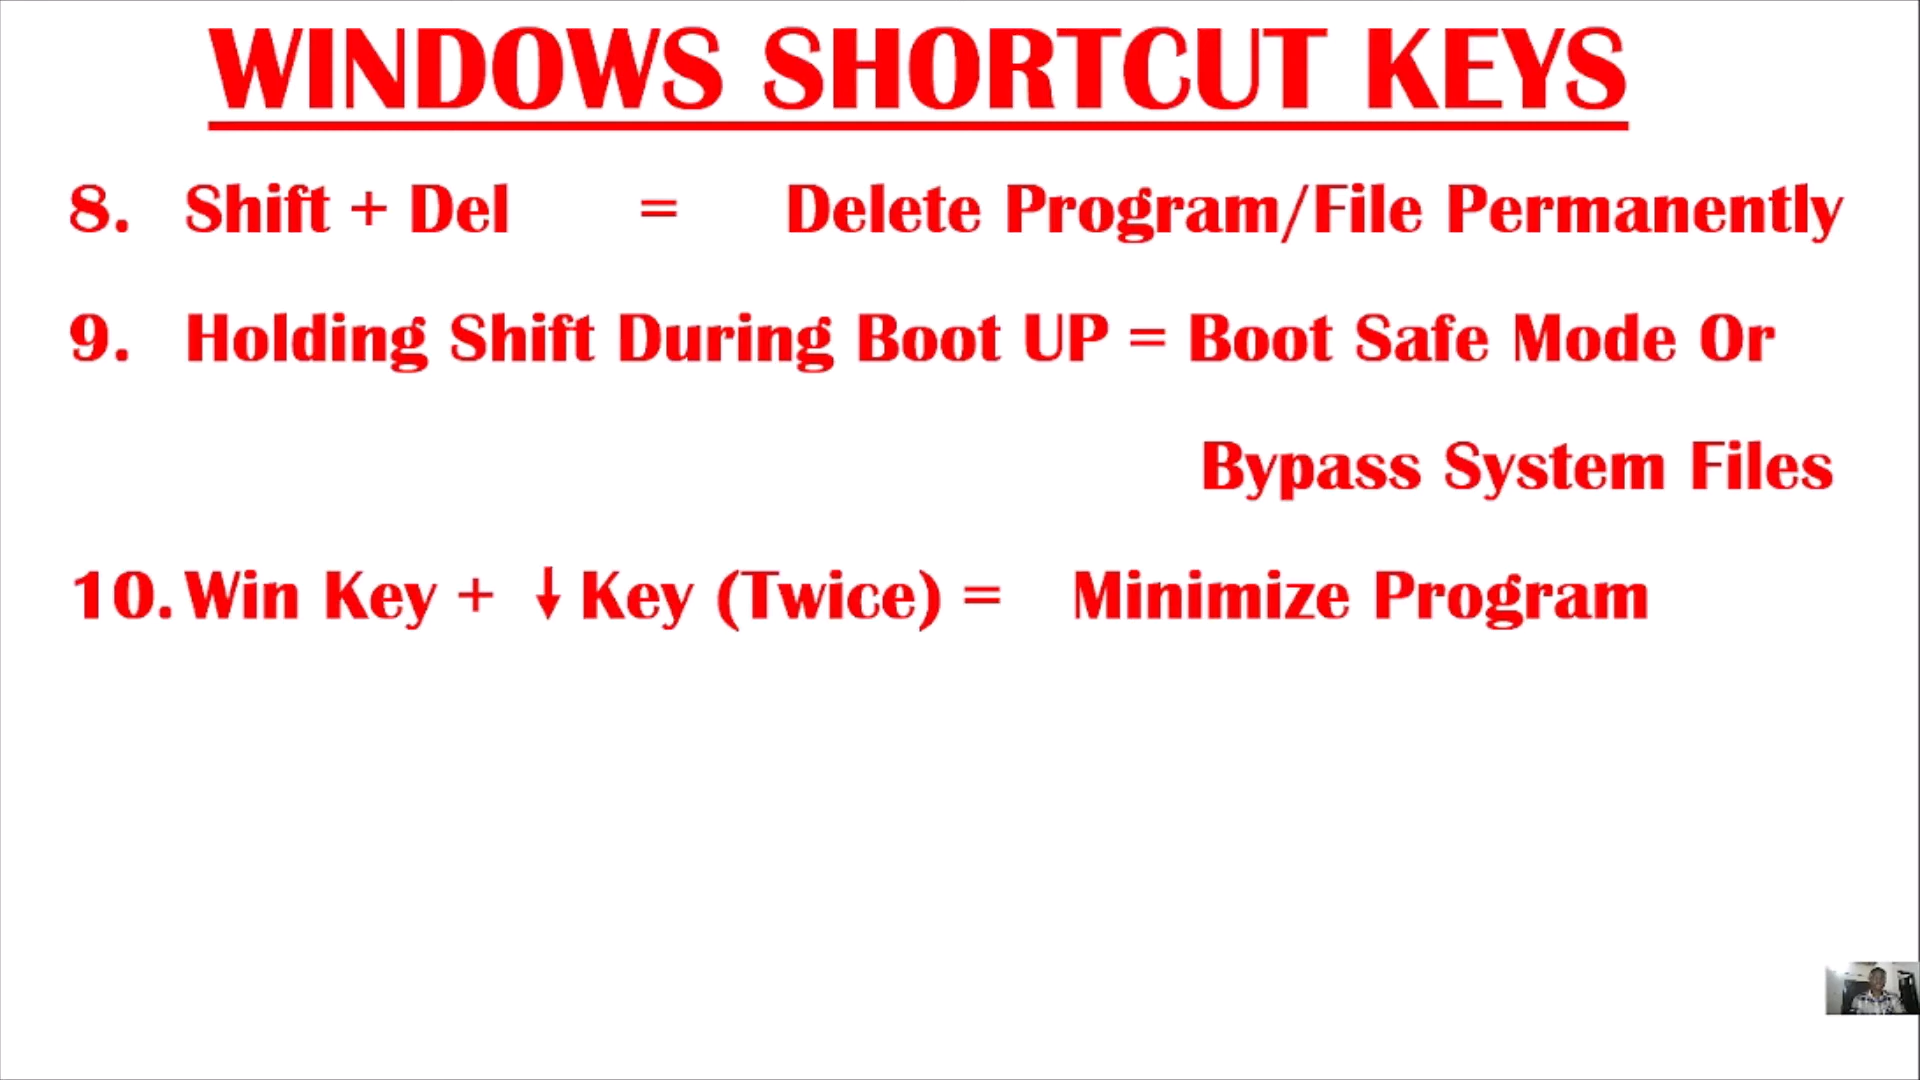 WINDOWS SHORTCUT KEYS
8. Shift + Del = Delete Program/File Permanently
9. Holding Shift During Boot UP = Boot Safe Mode Or
Bypass System Files
10. Win Key + ↓ Key (Twice) = Minimize Program